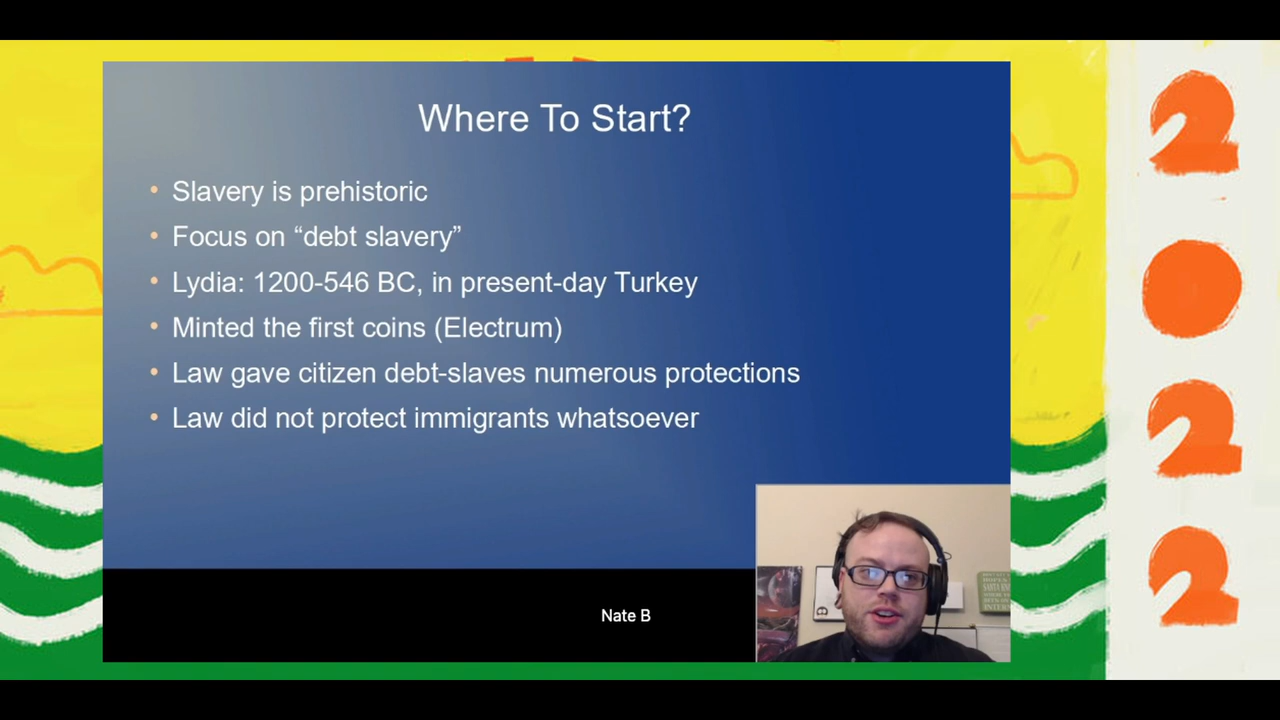 Where To Start?
• Slavery is prehistoric
• Focus on “debt slavery”
• Lydia: 1200-546 BC, in present-day Turkey
• Minted the first coins (Electrum)
• Law gave citizen debt-slaves numerous protections
• Law did not protect immigrants whatsoever
Nate B
2
0
2
2